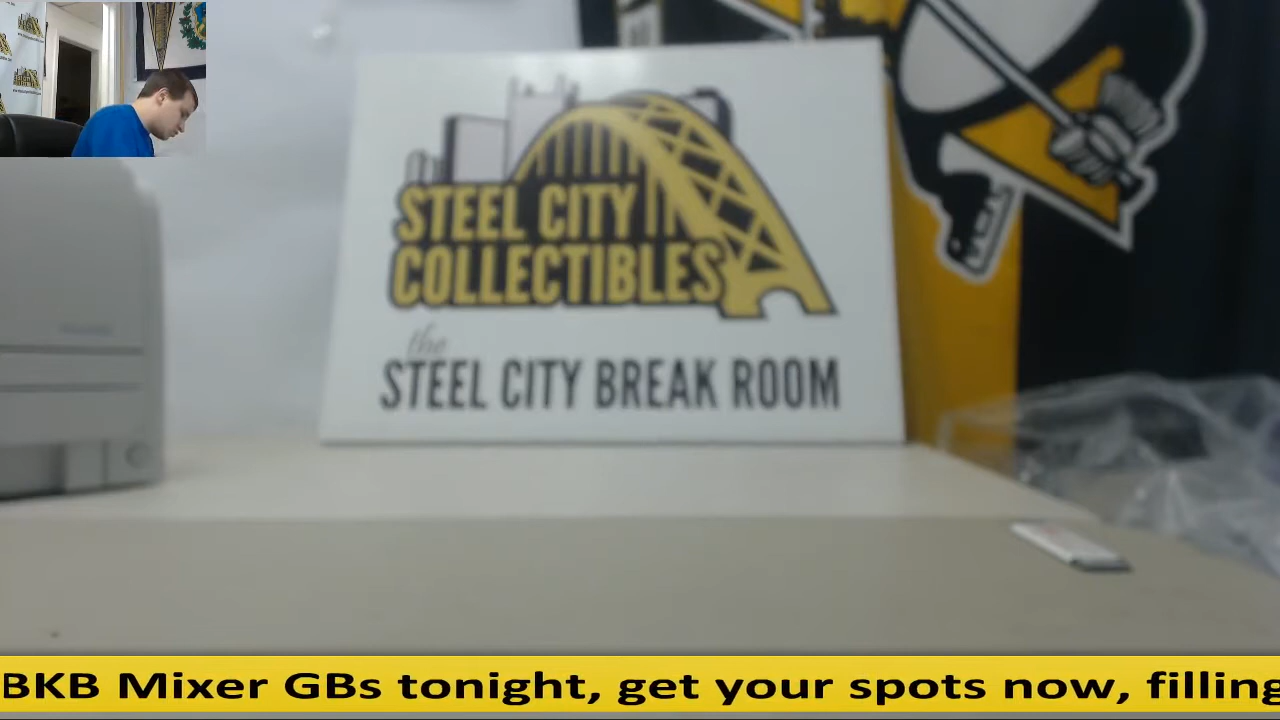 STEEL CITY
COLLECTIBLES
the
STEEL CITY BREAK ROOM
BKB Mixer GBs tonight, get your spots now, filling